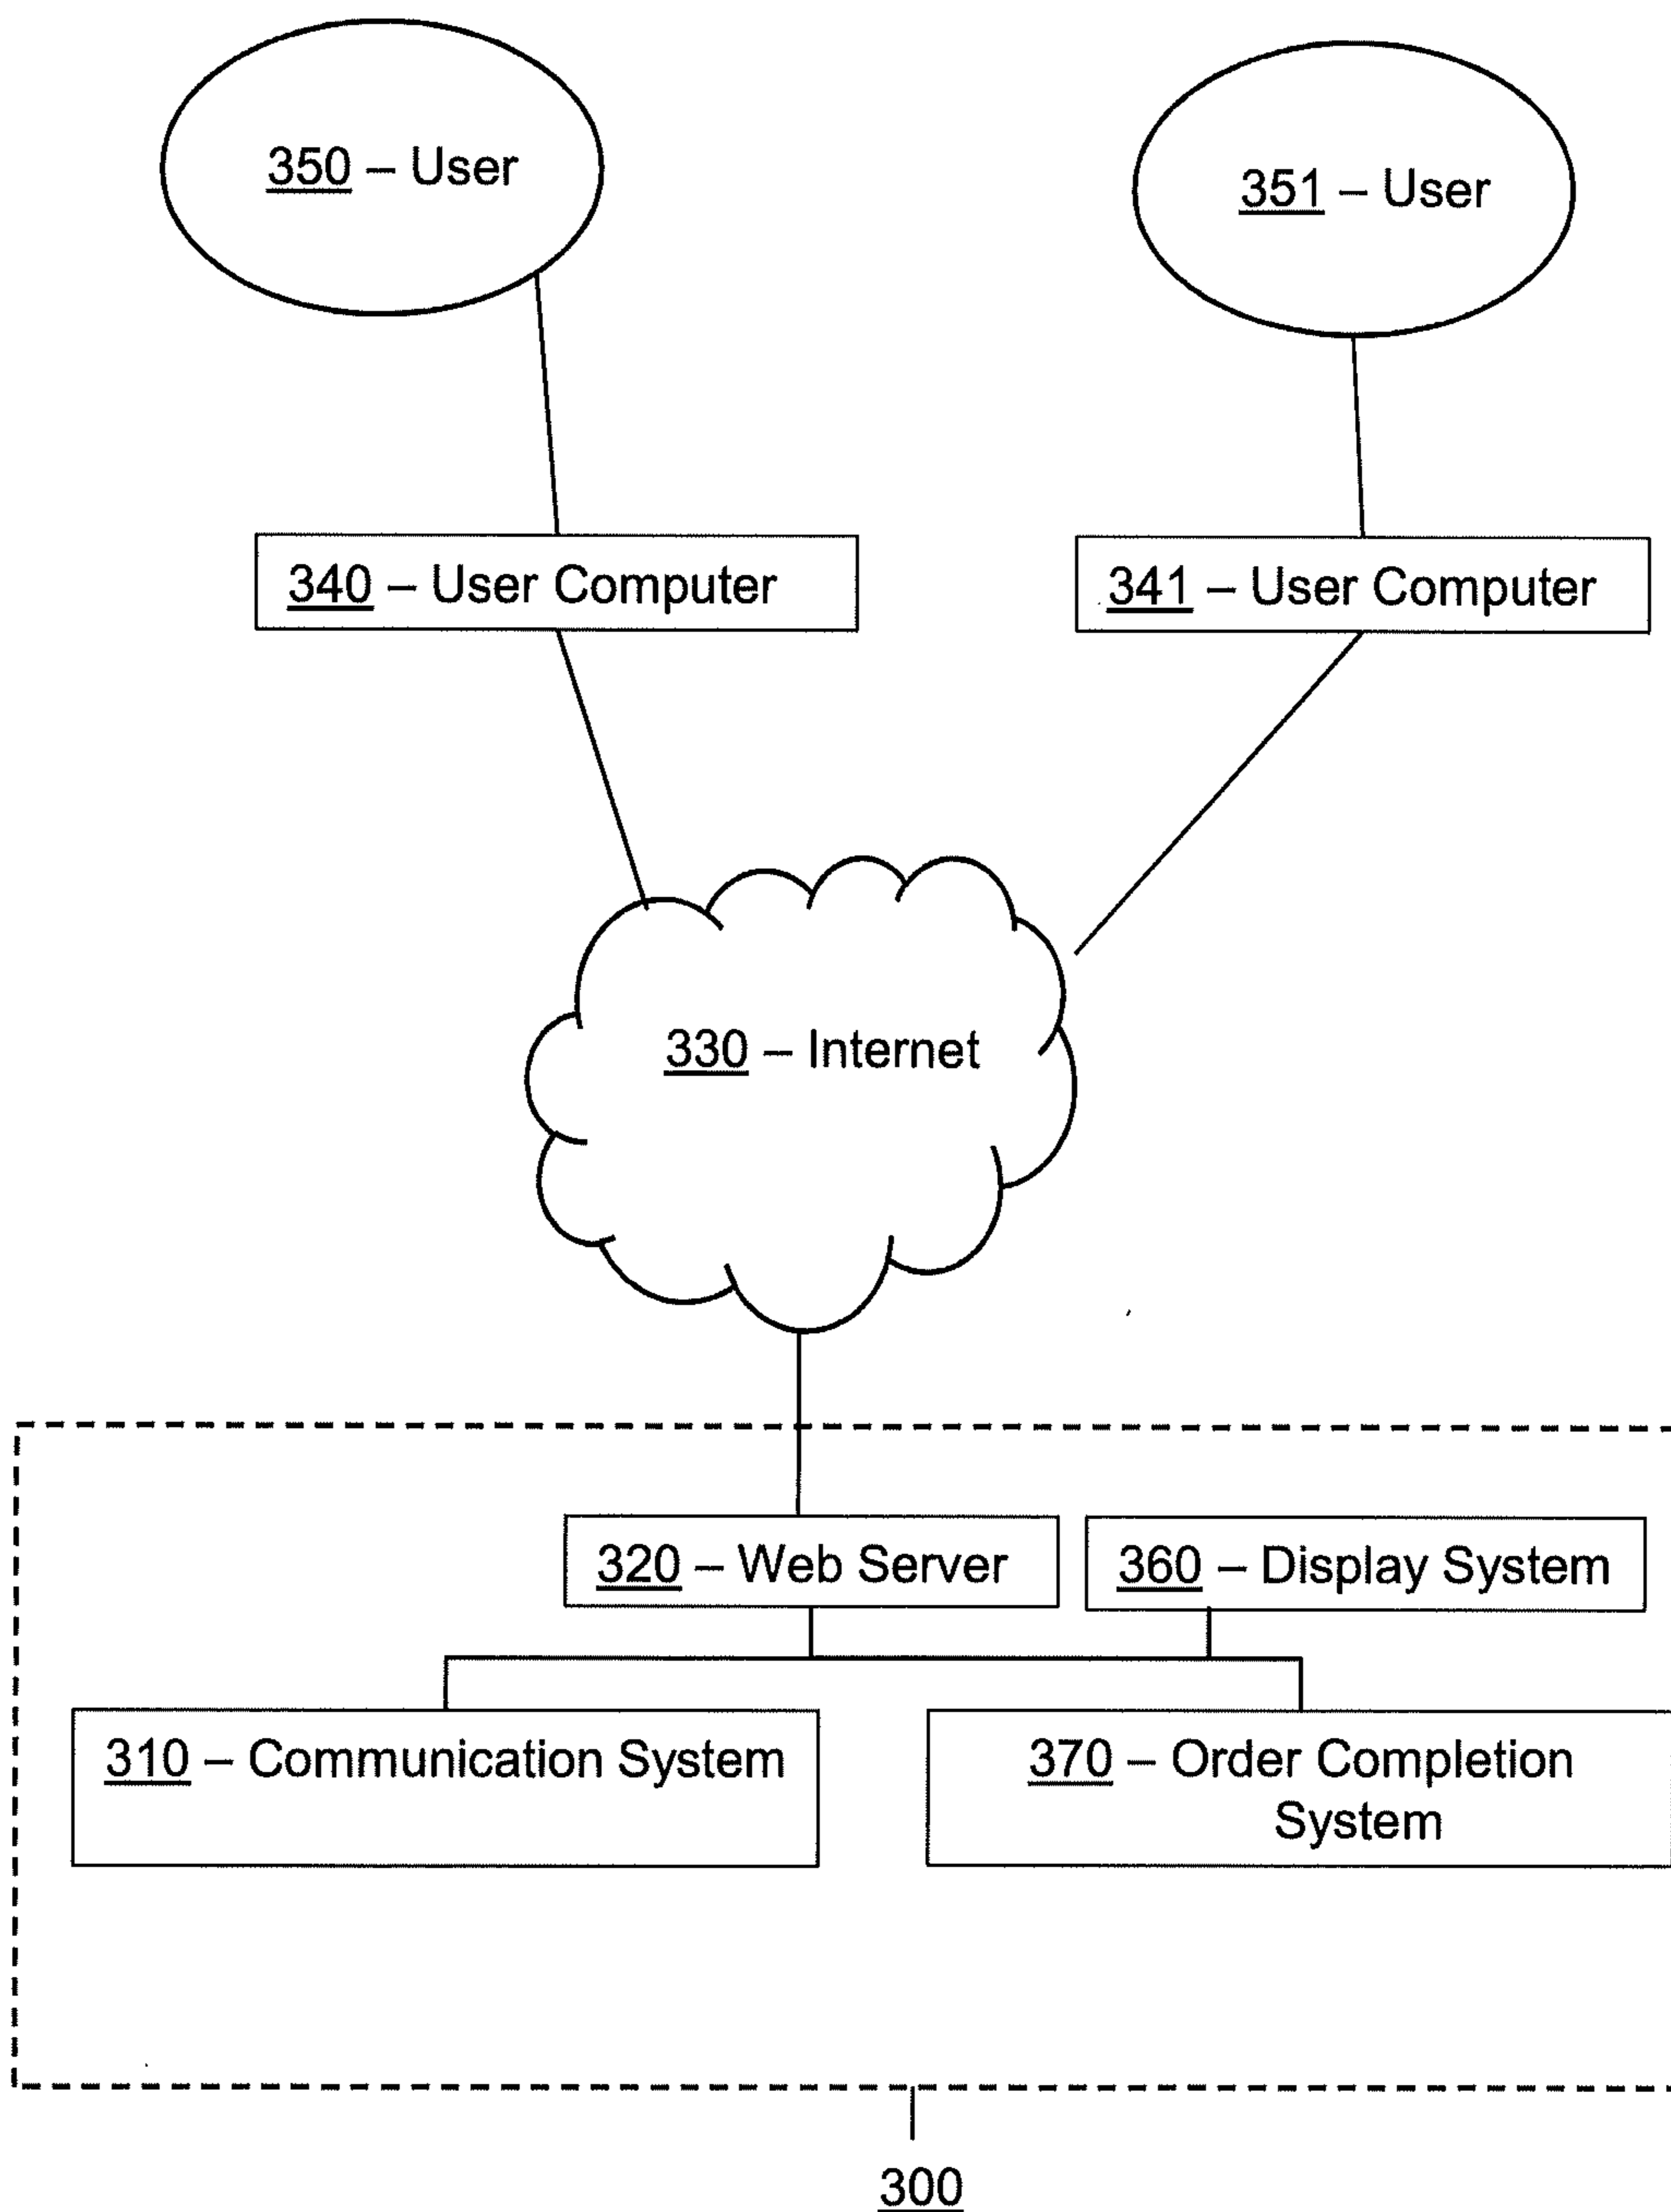 350 – User
351 – User
340 – User Computer
341 – User Computer
330 – Internet
320 – Web Server
360 – Display System
310 – Communication System
370 – Order Completion
System
300